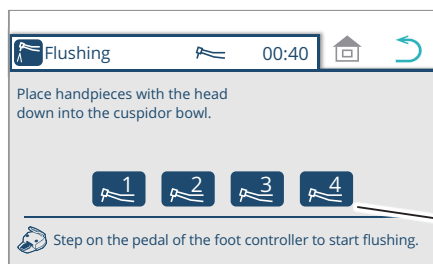 Flushing 00:40
Place handpieces with the head
down into the cuspidor bowl.
1 2 3 4
Step on the pedal of the foot controller to start flushing.